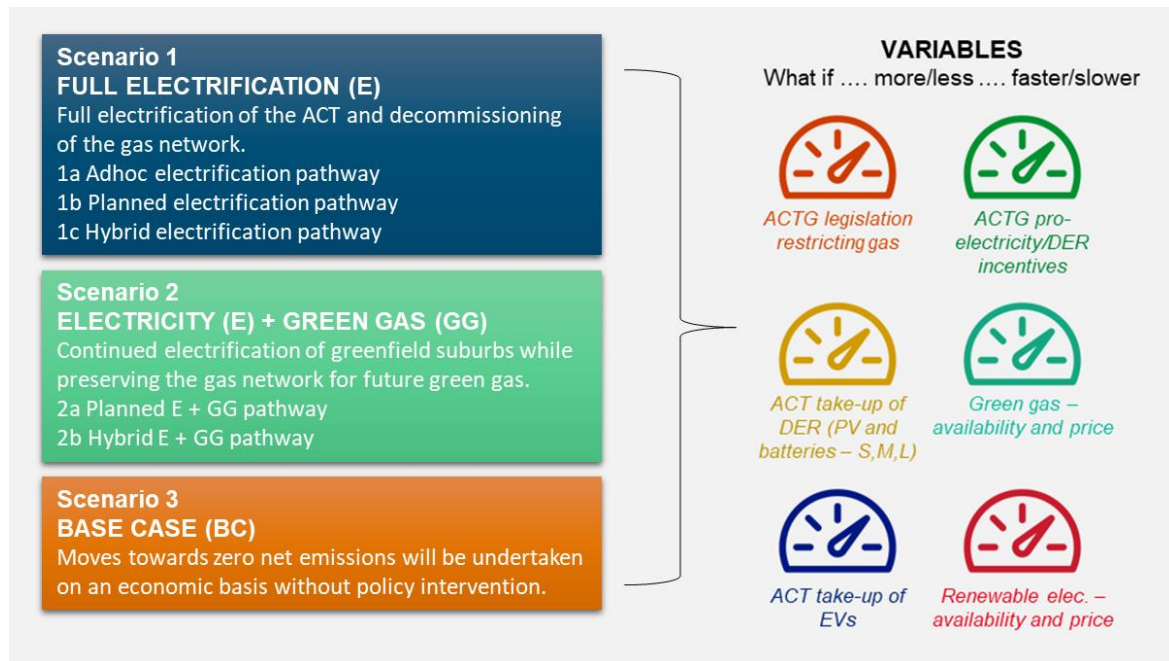 Scenario 1
FULL ELECTRIFICATION (E)
Full electrification of the ACT and decommissioning
of the gas network.
1a Adhoc electrification pathway
1b Planned electrification pathway
1c Hybrid electrification pathway
Scenario 2
ELECTRICITY (E) + GREEN GAS (GG)
Continued electrification of greenfield suburbs while
preserving the gas network for future green gas.
2a Planned E + GG pathway
2b Hybrid E + GG pathway
Scenario 3
BASE CASE (BC)
Moves towards zero net emissions will be undertaken
on an economic basis without policy intervention.
VARIABLES
What if .... more/less .... faster/slower
ACTG legislation
restricting gas
ACTG pro-
electricity/DER
incentives
ACT take-up of
DER (PV and
batteries – S,M,L)
Green gas –
availability and price
ACT take-up of
EVs
Renewable elec. –
availability and price